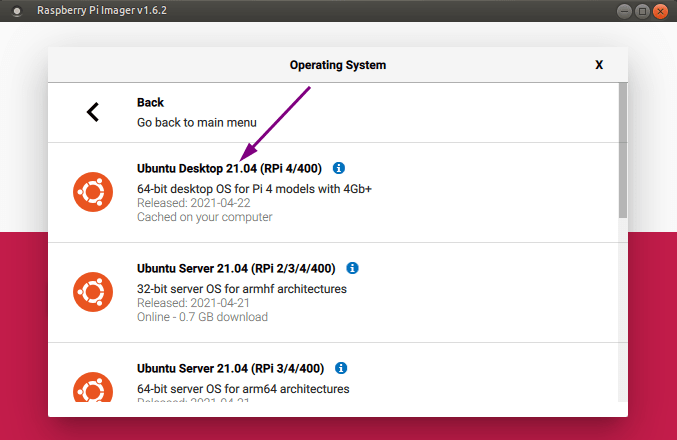 Raspberry Pi Imager v1.6.2
Operating System
X
Back
Go back to main menu
Ubuntu Desktop 21.04 (RPi 4/400)
64-bit desktop OS for Pi 4 models with 4Gb+
Released: 2021-04-22
Cached on your computer
Ubuntu Server 21.04 (RPi 2/3/4/400)
32-bit server OS for armhf architectures
Released: 2021-04-21
Online - 0.7 GB download
Ubuntu Server 21.04 (RPi 3/4/400)
64-bit server OS for arm64 architectures
Released: 2021-04-21